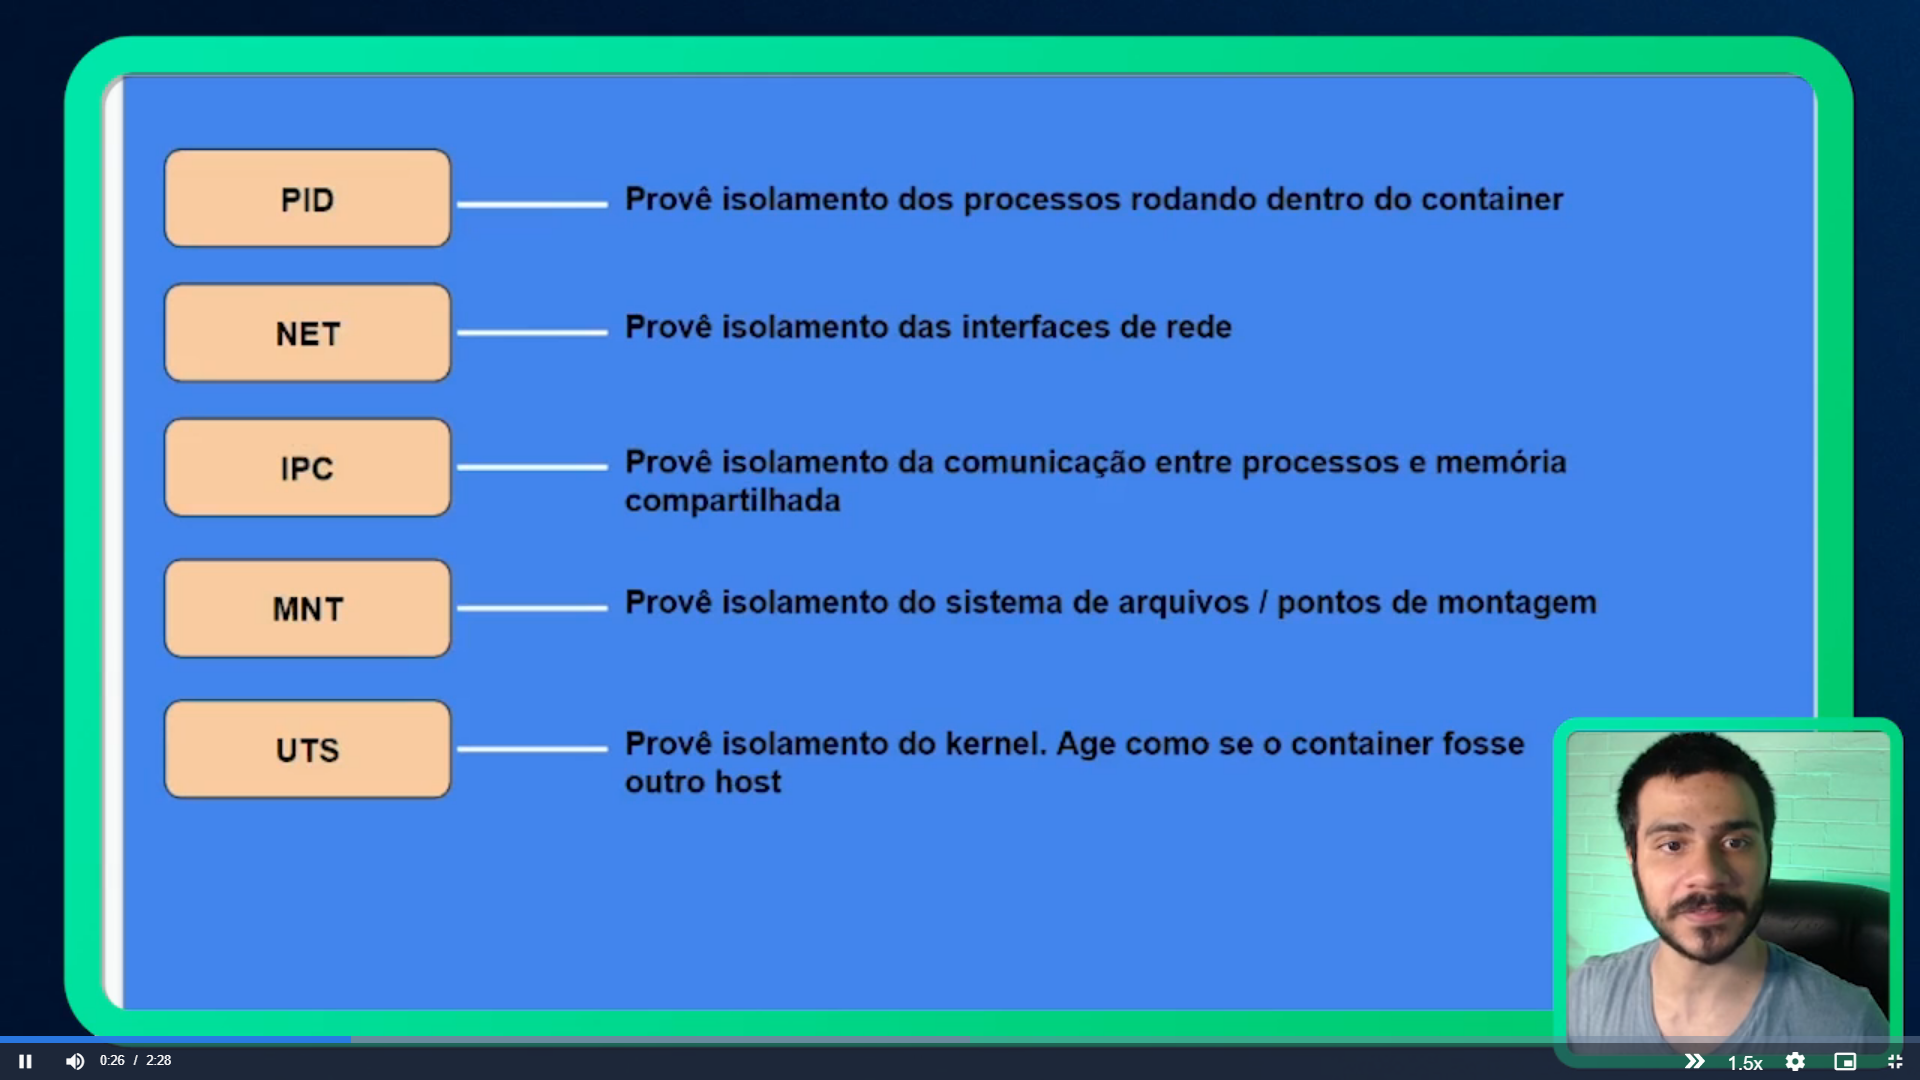 PID
Provê isolamento dos processos rodando dentro do container
NET
Provê isolamento das interfaces de rede
IPC
Provê isolamento da comunicação entre processos e memória
compartilhada
MNT
Provê isolamento do sistema de arquivos / pontos de montagem
UTS
Provê isolamento do kernel. Age como se o container fosse
outro host
0:26 / 2:28
1.5x